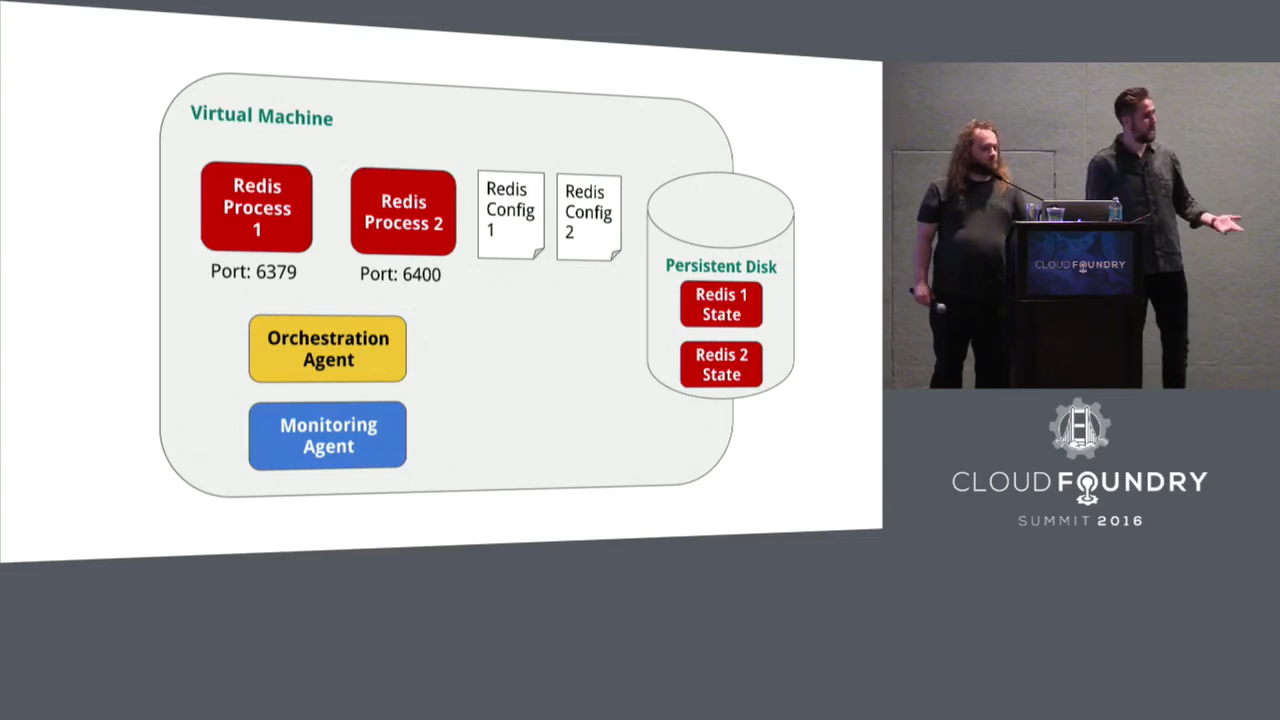 Virtual Machine
Redis
Process
1
Port: 6379
Redis
Process 2
Port: 6400
Redis
Config
1
Redis
Config
2
Persistent Disk
Redis 1
State
Redis 2
State
Orchestration
Agent
Monitoring
Agent
CLOUD FOUNDRY
CLOUD FOUNDRY
SUMMIT 2016